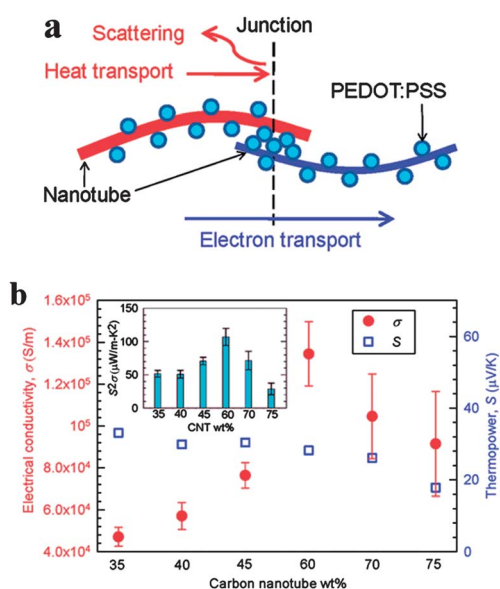 a
Junction
Scattering
Heat transport
PEDOT:PSS
Nanotube
Electron transport
b
Electrical conductivity, σ (S/m)
1.6x10⁵
1.4x10⁵
1.2x10⁵
10⁵
8.0x10⁴
6.0x10⁴
4.0x10⁴
S²σ (μW/m-K2)
150
100
50
0
35 40 45 60 70 75
CNT wt%
σ
S
60
40
20
0
Thermopower, S (μV/K)
35 40 45 60 70 75
Carbon nanotube wt%